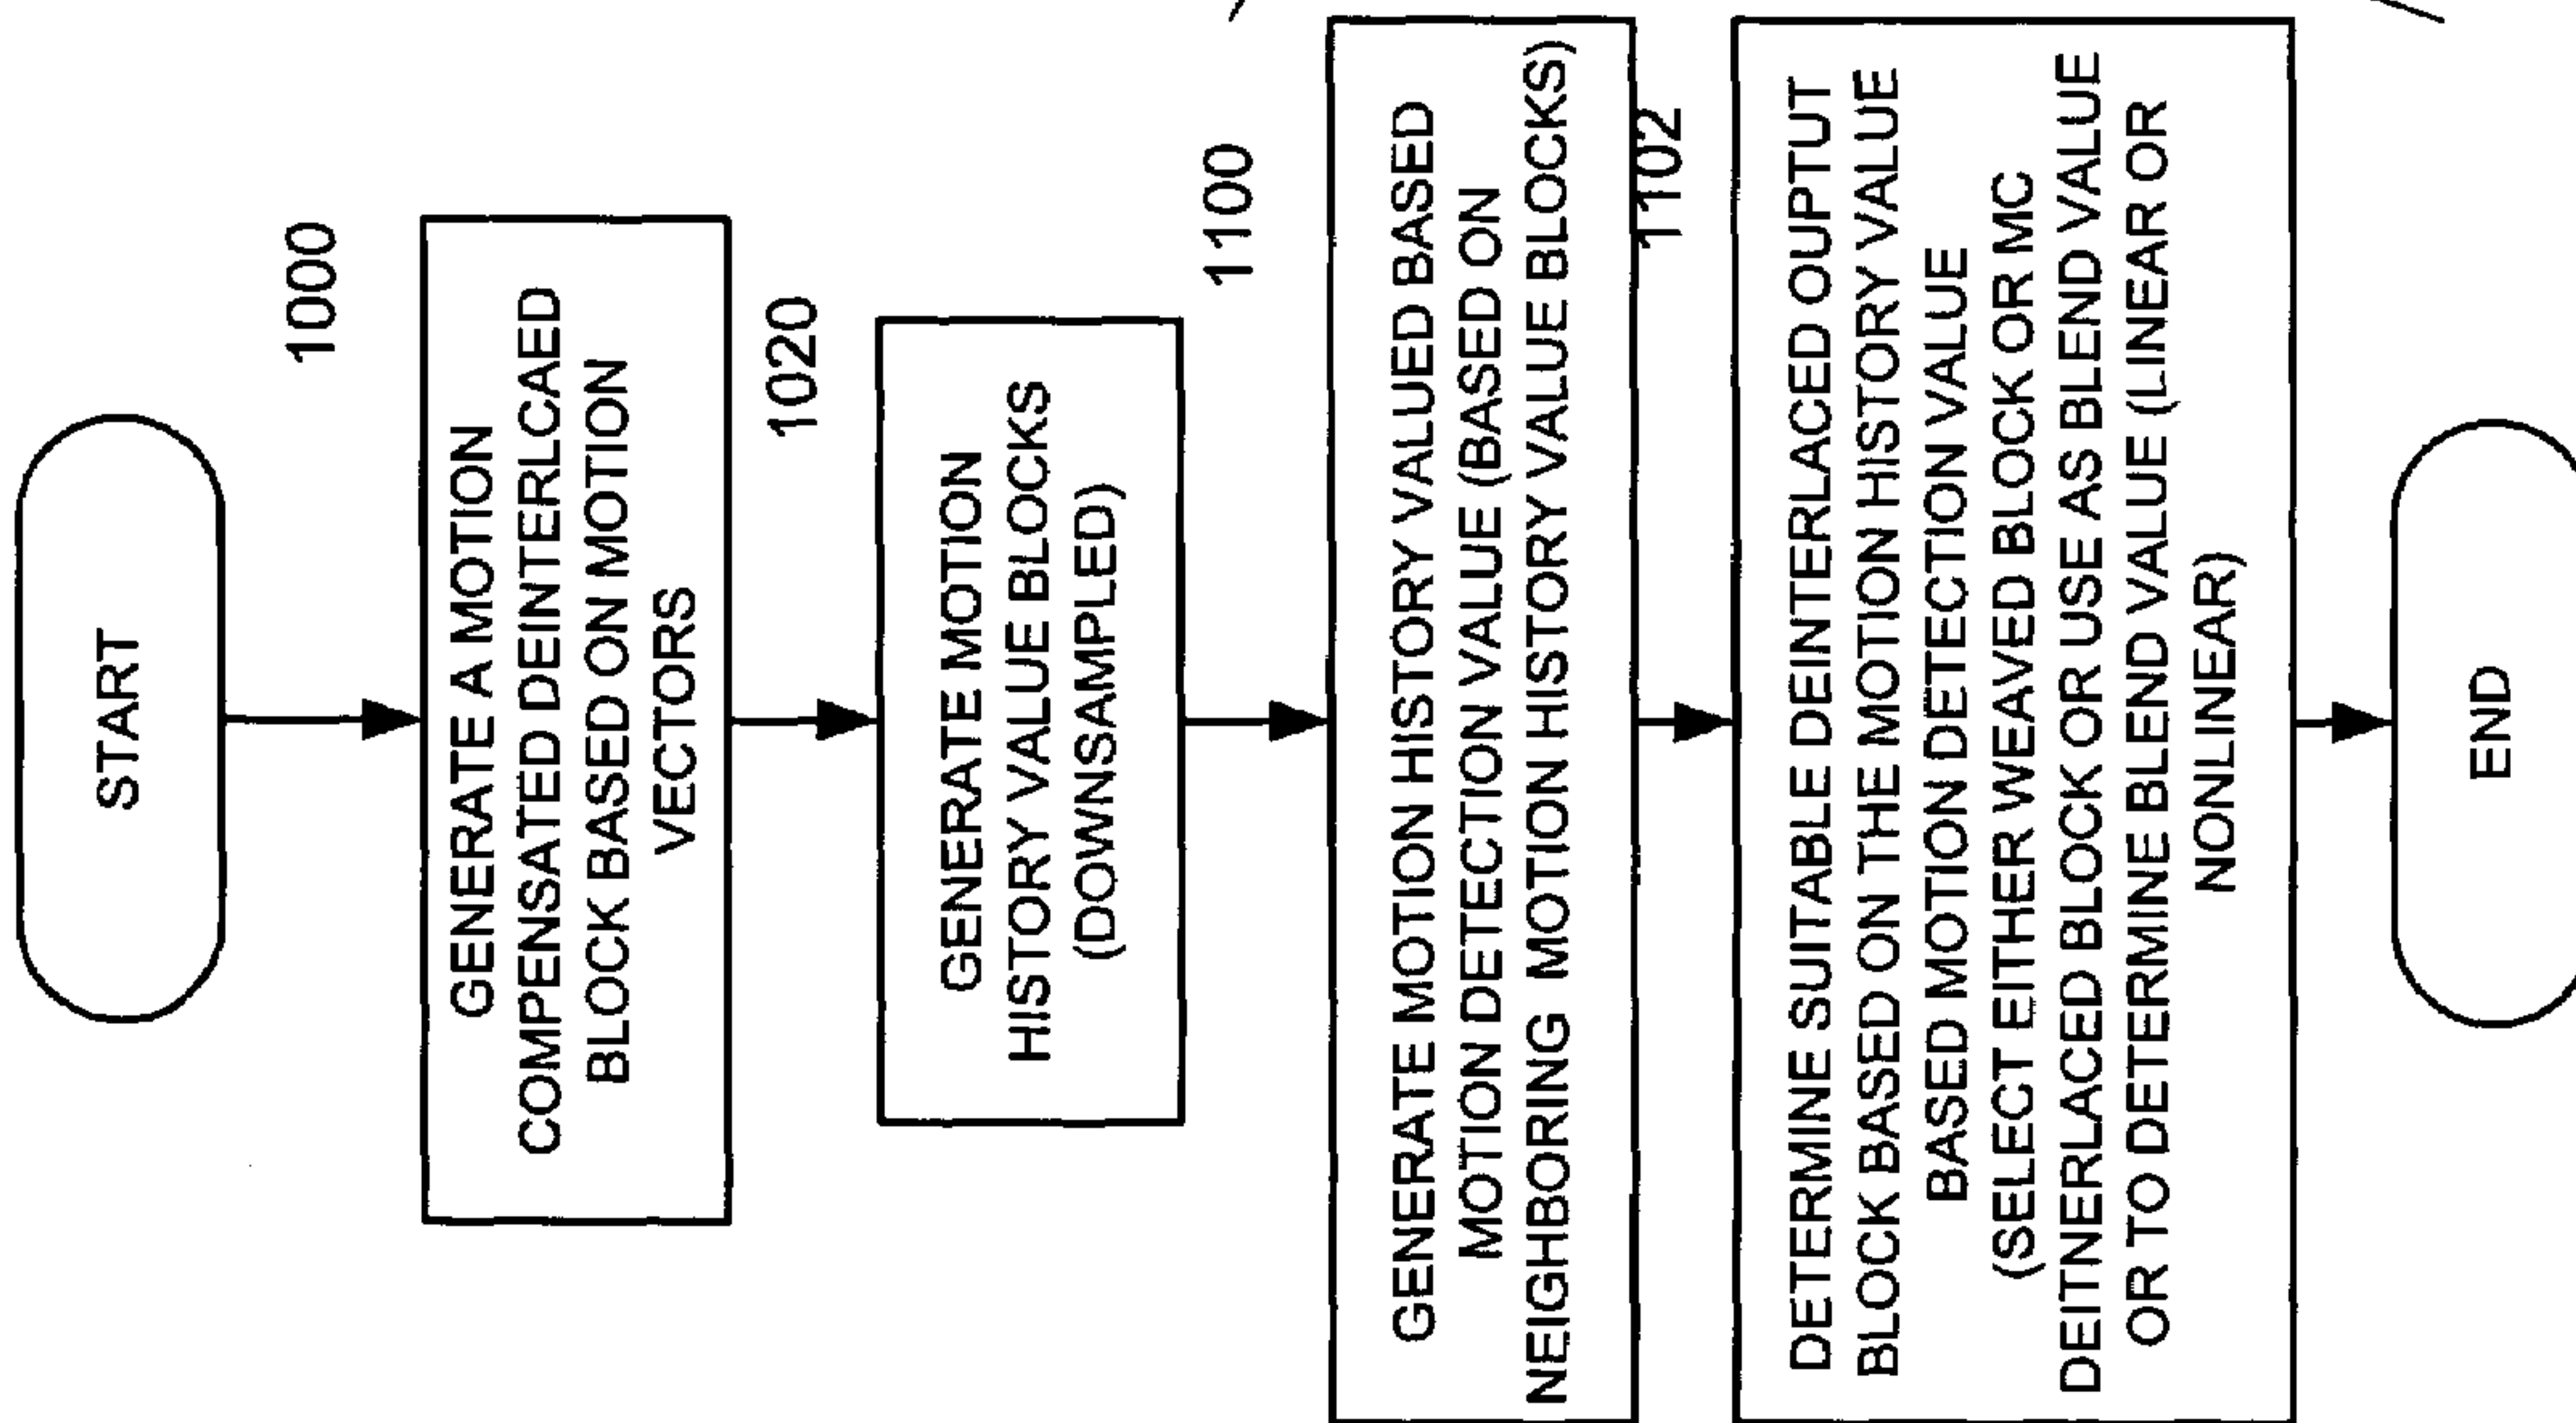 START
1000
GENERATE A MOTION
COMPENSATED DEINTERLCAED
BLOCK BASED ON MOTION
VECTORS
1020
GENERATE MOTION
HISTORY VALUE BLOCKS
(DOWNSAMPLED)
1100
GENERATE MOTION HISTORY VALUED BASED
MOTION DETECTION VALUE (BASED ON
NEIGHBORING MOTION HISTORY VALUE BLOCKS)
1102
DETERMINE SUITABLE DEINTERLACED OUPTUT
BLOCK BASED ON THE MOTION HISTORY VALUE
BASED MOTION DETECTION VALUE
(SELECT EITHER WEAVED BLOCK OR MC
DEITNERLACED BLOCK OR USE AS BLEND VALUE
OR TO DETERMINE BLEND VALUE (LINEAR OR
NONLINEAR)
END